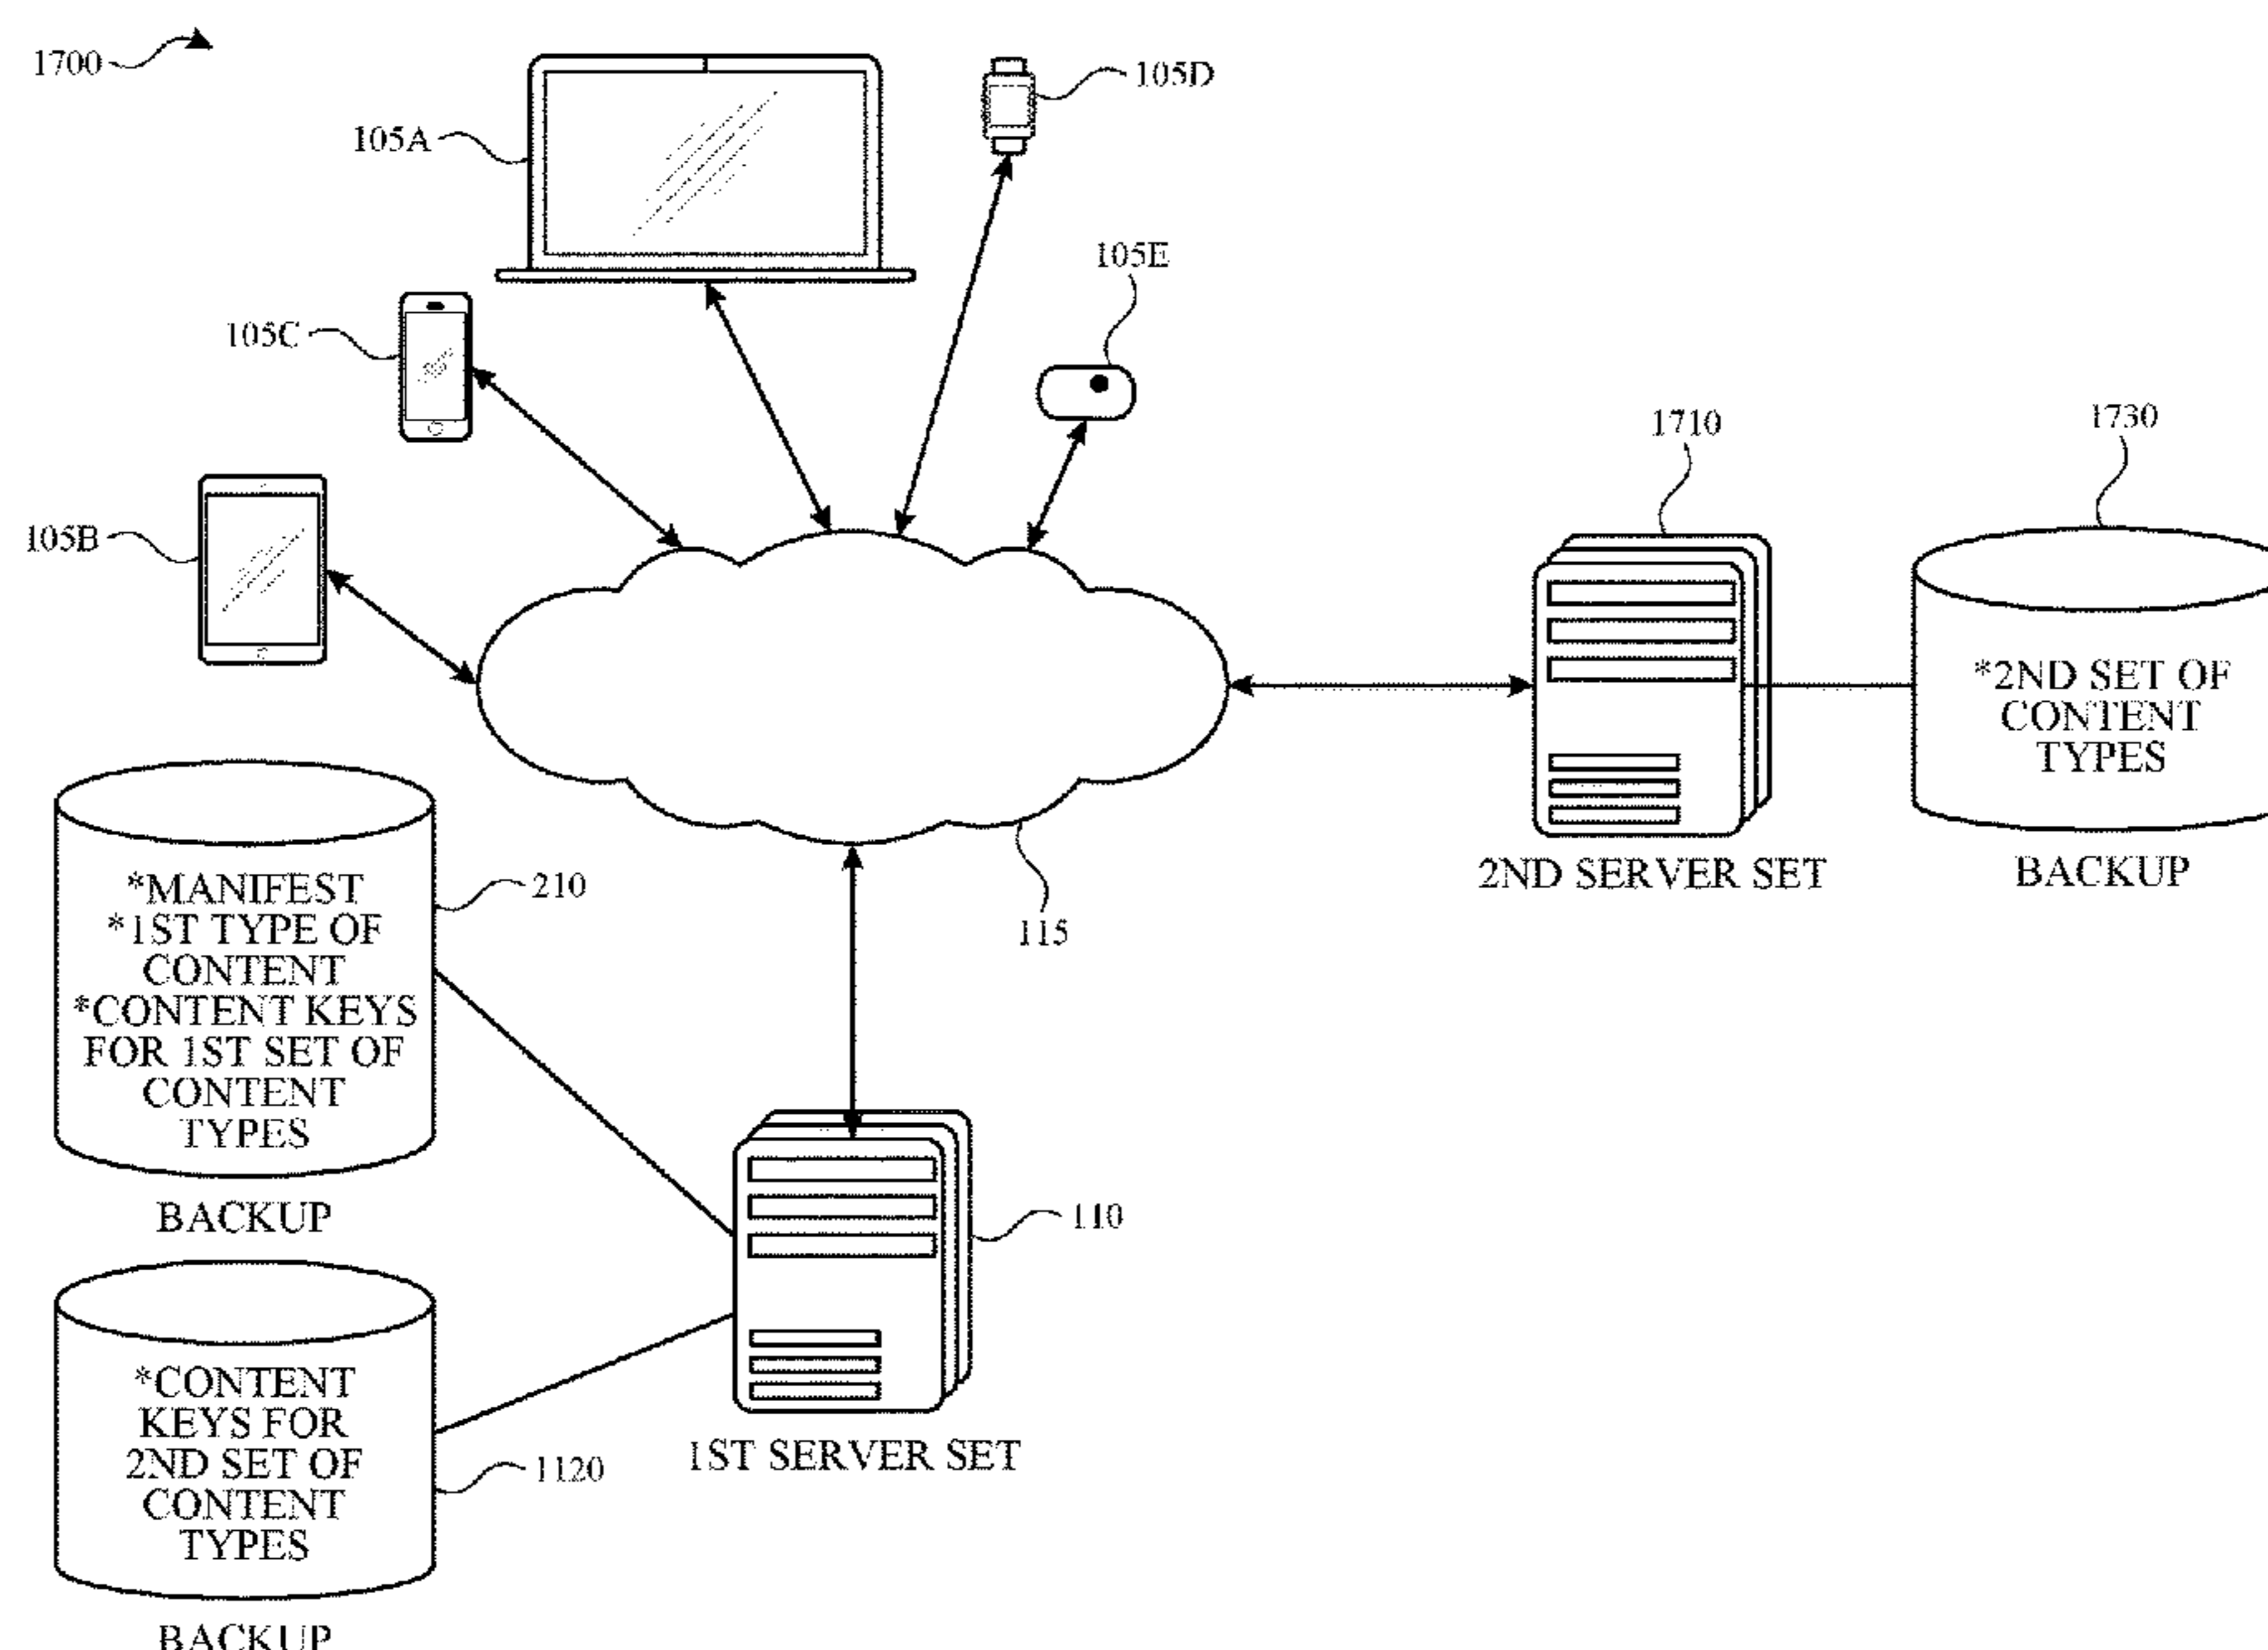 1700
105A
105D
105E
105C
1710
1730
105B
*2ND SET OF
CONTENT
TYPES
2ND SERVER SET
BACKUP
115
*MANIFEST
*1ST TYPE OF
CONTENT
*CONTENT KEYS
FOR 1ST SET OF
CONTENT
TYPES
210
BACKUP
110
1ST SERVER SET
*CONTENT
KEYS FOR
2ND SET OF
CONTENT
TYPES
1120
BACKUP